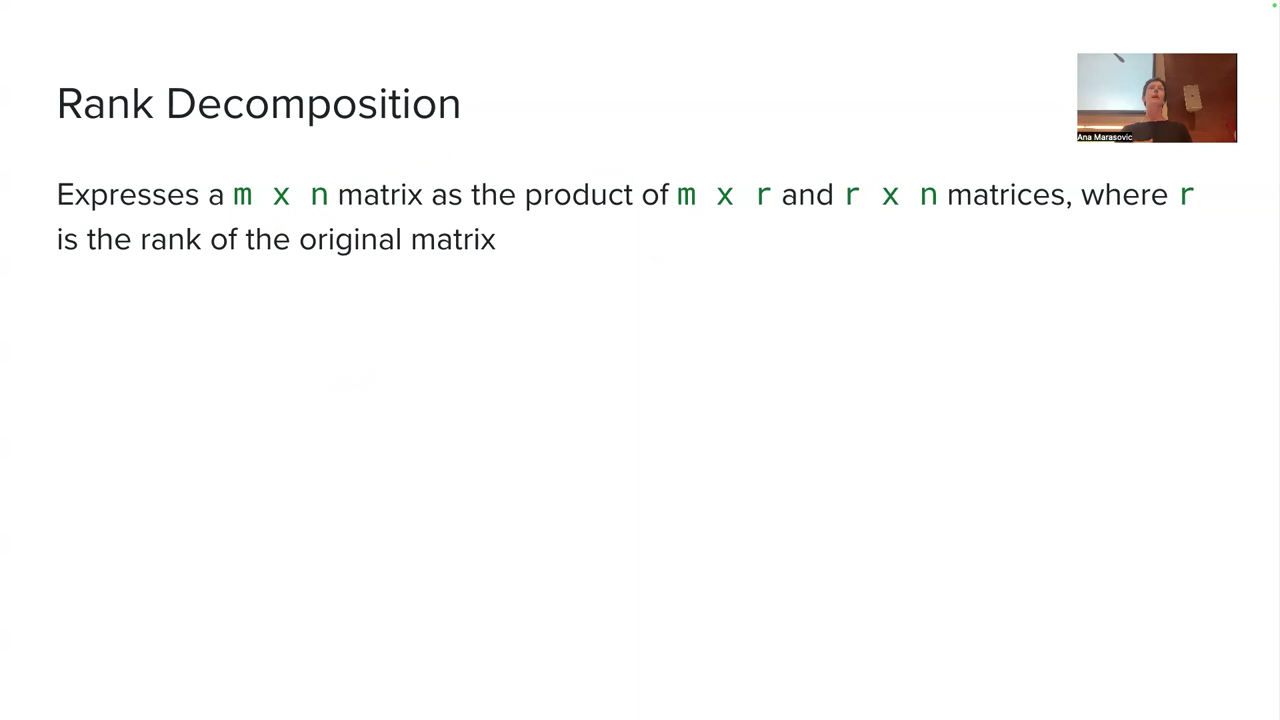 Rank Decomposition
Ana Marasovic
Expresses a m x n matrix as the product of m x r and r x n matrices, where r
is the rank of the original matrix